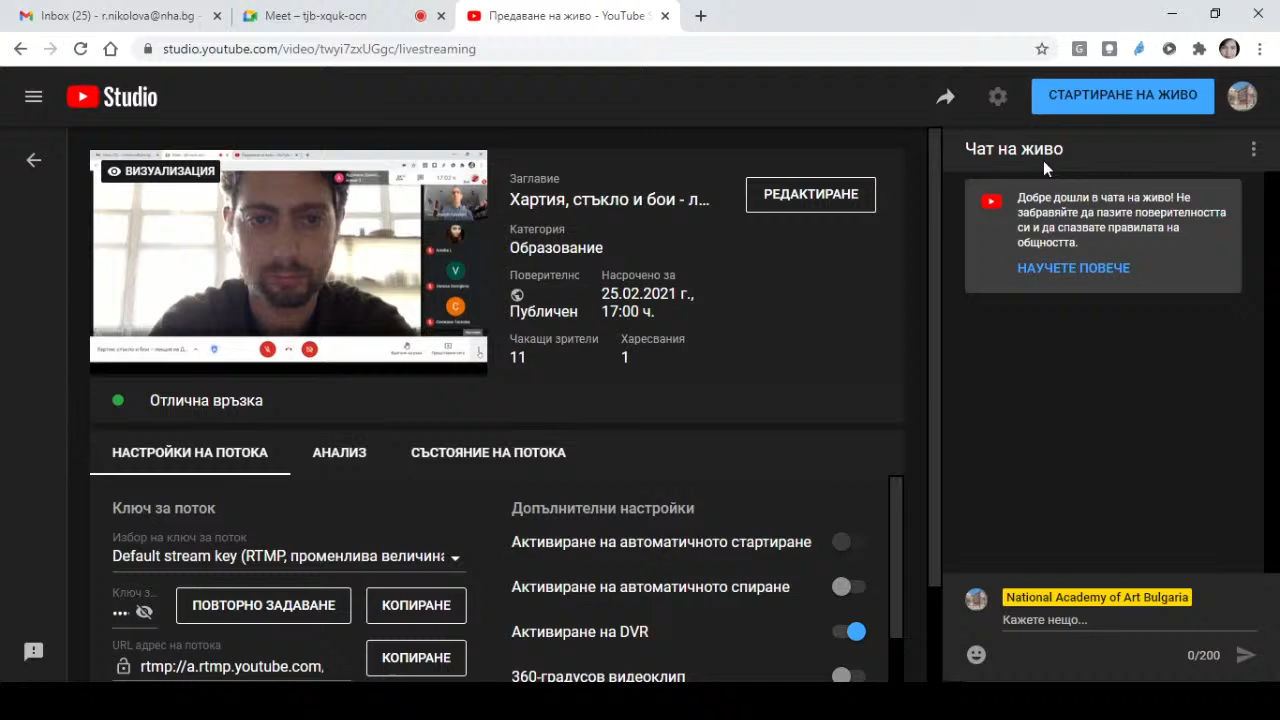 Inbox (25) - r.nikolova@nha.bg -
Meet – tjb-xquk-ocn
Предаване на живо - YouTube S
studio.youtube.com/video/twyi7zxUGgc/livestreaming
Studio
СТАРТИРАНЕ НА ЖИВО
ВИЗУАЛИЗАЦИЯ
17:02 ч.
Заглавие
Хартия, стъкло и бои - л...
РЕДАКТИРАНЕ
Категория
Образование
Поверителнс
Насрочено за
Публичен
25.02.2021 г.,
17:00 ч.
Чакащи зрители
Харесвания
11
1
Отлична връзка
НАСТРОЙКИ НА ПОТОКА
АНАЛИЗ
СЪСТОЯНИЕ НА ПОТОКА
Ключ за поток
Избор на ключ за поток
Default stream key (RTMP, променлива величина
Ключ з...
ПОВТОРНО ЗАДАВАНЕ
КОПИРАНЕ
URL адрес на потока
rtmp://a.rtmp.youtube.com,
КОПИРАНЕ
Допълнителни настройки
Активиране на автоматичното стартиране
Активиране на автоматичното спиране
Активиране на DVR
360-градусов видеоклип
Чат на живо
Добре дошли в чата на живо! Не
забравяйте да пазите поверителността
си и да спазвате правилата на
общността.
НАУЧЕТЕ ПОВЕЧЕ
National Academy of Art Bulgaria
Кажете нещо...
0/200